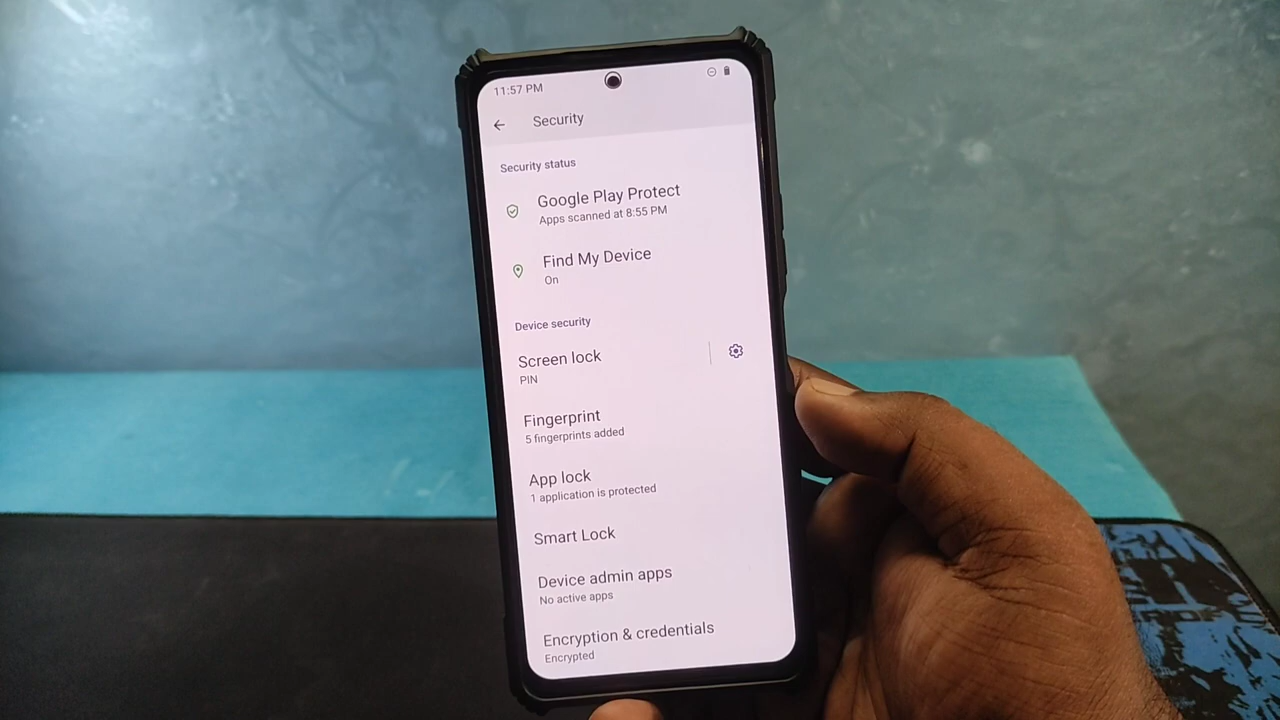 11:57 PM
Security
Security status
Google Play Protect
Apps scanned at 8:55 PM
Find My Device
On
Device security
Screen lock
PIN
Fingerprint
5 fingerprints added
App lock
1 application is protected
Smart Lock
Device admin apps
No active apps
Encryption & credentials
Encrypted